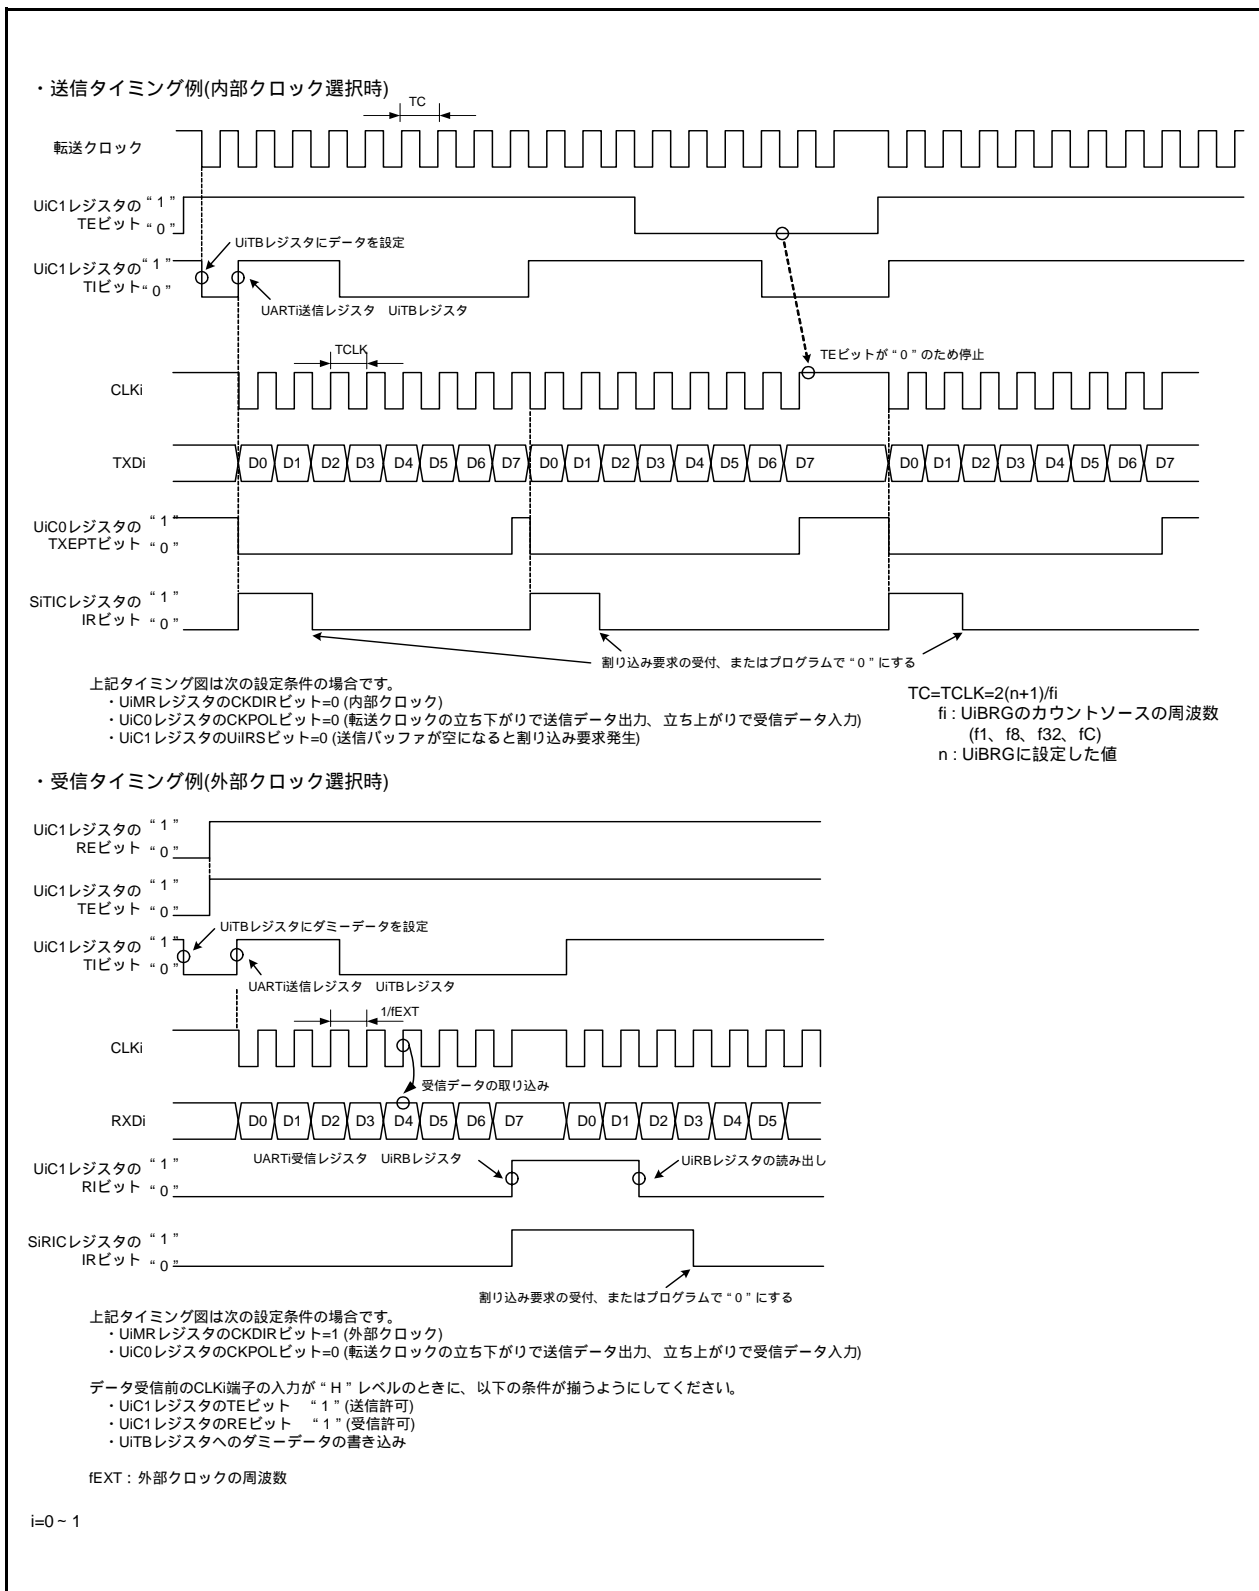 ・送信タイミング例(内部クロック選択時)
TC
転送クロック
UiC1レジスタの “ 1 ”
TEビット “ 0 ”
UiTBレジスタにデータを設定
UiC1レジスタの “ 1 ”
TIビット “ 0 ”
UARTi送信レジスタ UiTBレジスタ
TCLK
TEビットが “ 0 ” のため停止
CLKi
TXDi D0 D1 D2 D3 D4 D5 D6 D7 D0 D1 D2 D3 D4 D5 D6 D7 D0 D1 D2 D3 D4 D5 D6 D7
UiC0レジスタの “ 1 ”
TXEPTビット “ 0 ”
SiTICレジスタの “ 1 ”
IRビット “ 0 ”
割り込み要求の受付、またはプログラムで “ 0 ” にする
上記タイミング図は次の設定条件の場合です。
・UiMRレジスタのCKDIRビット=0 (内部クロック)
・UiC0レジスタのCKPOLビット=0 (転送クロックの立ち下がりで送信データ出力、立ち上がりで受信データ入力)
・UiC1レジスタのUiIRSビット=0 (送信バッファが空になると割り込み要求発生)
TC=TCLK=2(n+1)/fi
fi : UiBRGのカウントソースの周波数
(f1、f8、f32、fC)
n : UiBRGに設定した値
・受信タイミング例(外部クロック選択時)
UiC1レジスタの “ 1 ”
REビット “ 0 ”
UiC1レジスタの “ 1 ”
TEビット “ 0 ”
UiTBレジスタにダミーデータを設定
UiC1レジスタの “ 1 ”
TIビット “ 0 ”
UARTi送信レジスタ UiTBレジスタ
1/fEXT
CLKi
受信データの取り込み
RXDi D0 D1 D2 D3 D4 D5 D6 D7 D0 D1 D2 D3 D4 D5
UARTi受信レジスタ UiRBレジスタ
UiRBレジスタの読み出し
UiC1レジスタの “ 1 ”
RIビット “ 0 ”
SiRICレジスタの “ 1 ”
IRビット “ 0 ”
割り込み要求の受付、またはプログラムで “ 0 ” にする
上記タイミング図は次の設定条件の場合です。
・UiMRレジスタのCKDIRビット=1 (外部クロック)
・UiC0レジスタのCKPOLビット=0 (転送クロックの立ち下がりで送信データ出力、立ち上がりで受信データ入力)
データ受信前のCLKi端子の入力が “ H ” レベルのときに、以下の条件が揃うようにしてください。
・UiC1レジスタのTEビット “ 1 ” (送信許可)
・UiC1レジスタのREビット “ 1 ” (受信許可)
・UiTBレジスタへのダミーデータの書き込み
fEXT : 外部クロックの周波数
i=0 ~ 1